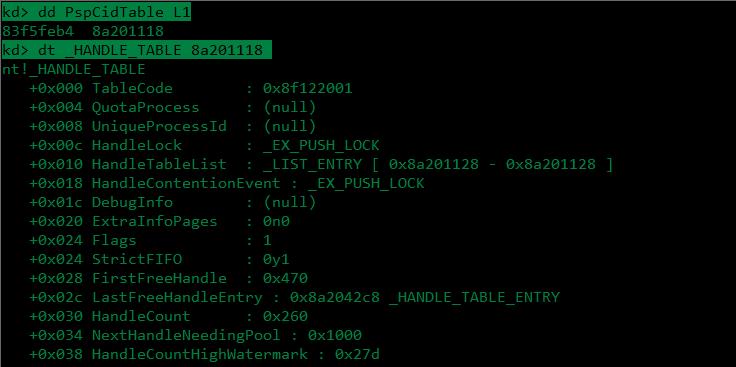 kd> dd PspCidTable L1
83f5feb4  8a201118
kd> dt _HANDLE_TABLE 8a201118
nt!_HANDLE_TABLE
   +0x000 TableCode        : 0x8f122001
   +0x004 QuotaProcess     : (null)
   +0x008 UniqueProcessId  : (null)
   +0x00c HandleLock       : _EX_PUSH_LOCK
   +0x010 HandleTableList  : _LIST_ENTRY [ 0x8a201128 - 0x8a201128 ]
   +0x018 HandleContentionEvent : _EX_PUSH_LOCK
   +0x01c DebugInfo        : (null)
   +0x020 ExtraInfoPages   : 0n0
   +0x024 Flags            : 1
   +0x024 StrictFIFO       : 0y1
   +0x028 FirstFreeHandle  : 0x470
   +0x02c LastFreeHandleEntry : 0x8a2042c8 _HANDLE_TABLE_ENTRY
   +0x030 HandleCount      : 0x260
   +0x034 NextHandleNeedingPool : 0x1000
   +0x038 HandleCountHighWatermark : 0x27d